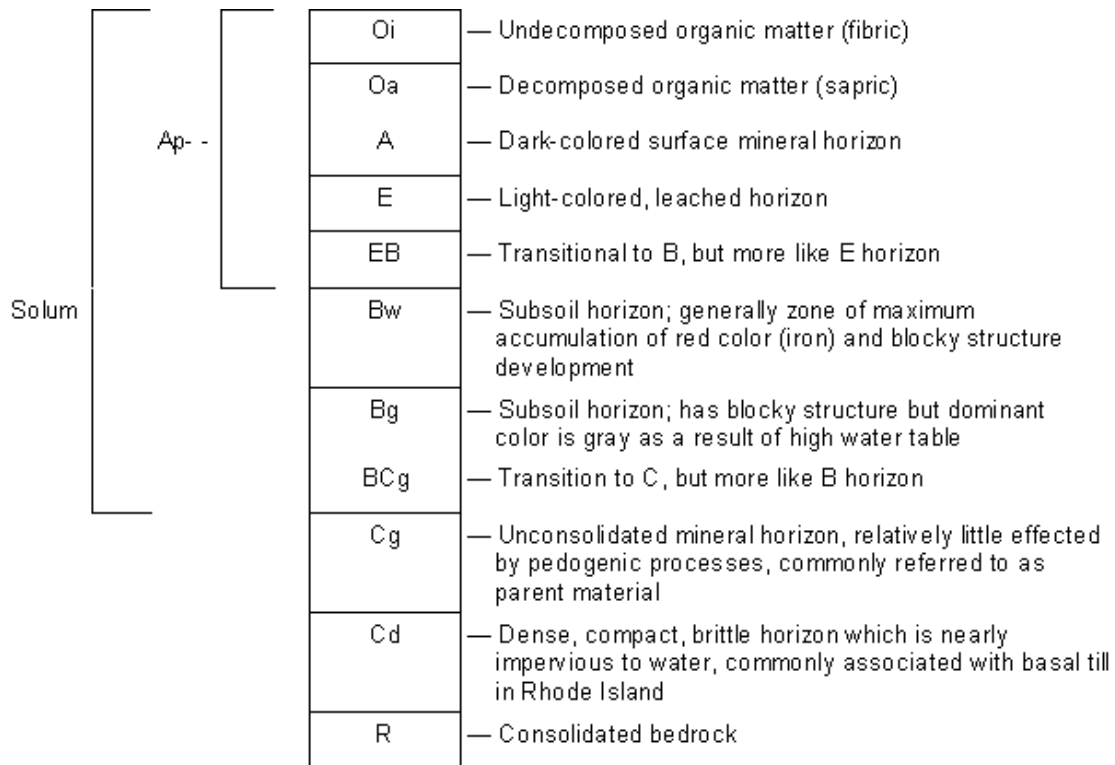 Oi — Undecomposed organic matter (fibric)
Oa — Decomposed organic matter (sapric)
Ap- - A — Dark-colored surface mineral horizon
E — Light-colored, leached horizon
EB — Transitional to B, but more like E horizon
Solum Bw — Subsoil horizon; generally zone of maximum
accumulation of red color (iron) and blocky structure
development
Bg — Subsoil horizon; has blocky structure but dominant
color is gray as a result of high water table
BCg — Transition to C, but more like B horizon
Cg — Unconsolidated mineral horizon, relatively little effected
by pedogenic processes, commonly referred to as
parent material
Cd — Dense, compact, brittle horizon which is nearly
impervious to water, commonly associated with basal till
in Rhode Island
R — Consolidated bedrock